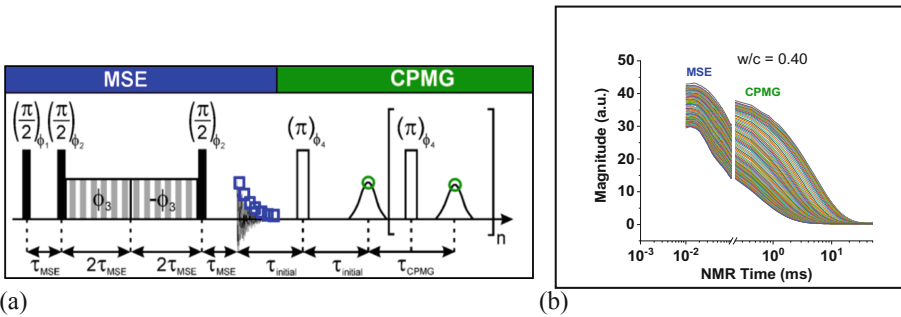 MSE CPMG
(π/2)ϕ₁ (π/2)ϕ₂ (π/2)ϕ₂ (π)ϕ₄ (π)ϕ₄
ϕ₃ -ϕ₃
n
τMSE 2τMSE 2τMSE τMSE τinitial τinitial τCPMG
(a)
w/c = 0.40
MSE
CPMG
Magnitude (a.u.)
50
40
30
20
10
0
10⁻³ 10⁻² 10⁰ 10¹
NMR Time (ms)
(b)